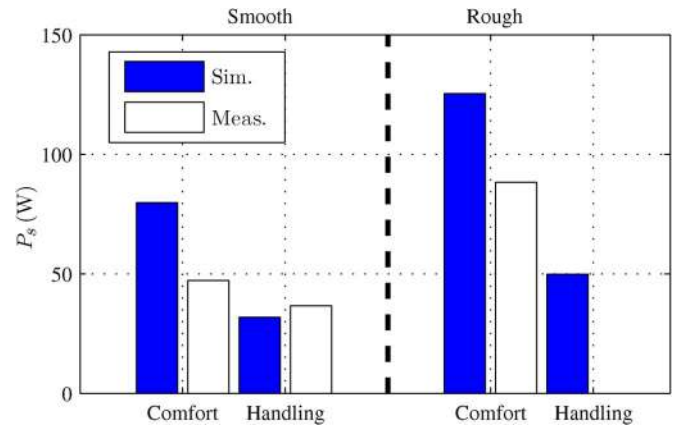 Smooth Rough
150
Sim.
Meas.
100
P_s (W)
50
0
Comfort Handling Comfort Handling